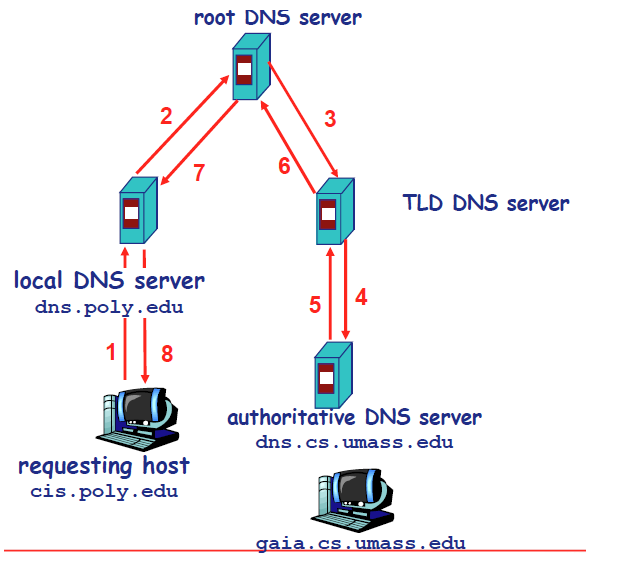 root DNS server
2
3
7
6
TLD DNS server
local DNS server
dns.poly.edu
5
4
1
8
authoritative DNS server
dns.cs.umass.edu
requesting host
cis.poly.edu
gaia.cs.umass.edu